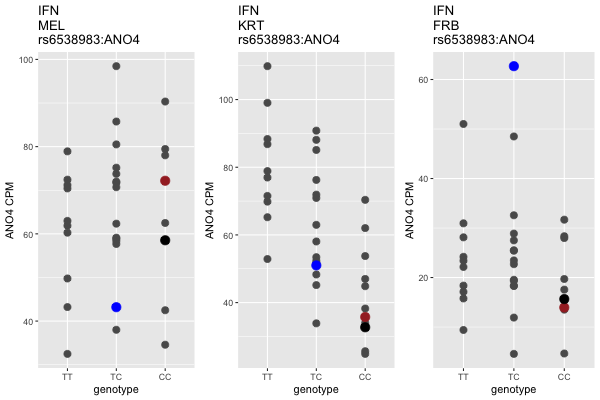 IFN
MEL
rs6538983:ANO4
100
80
60
40
ANO4 CPM
TT
TC
CC
genotype
IFN
KRT
rs6538983:ANO4
100
80
60
40
ANO4 CPM
TT
TC
CC
genotype
IFN
FRB
rs6538983:ANO4
60
40
20
ANO4 CPM
TT
TC
CC
genotype